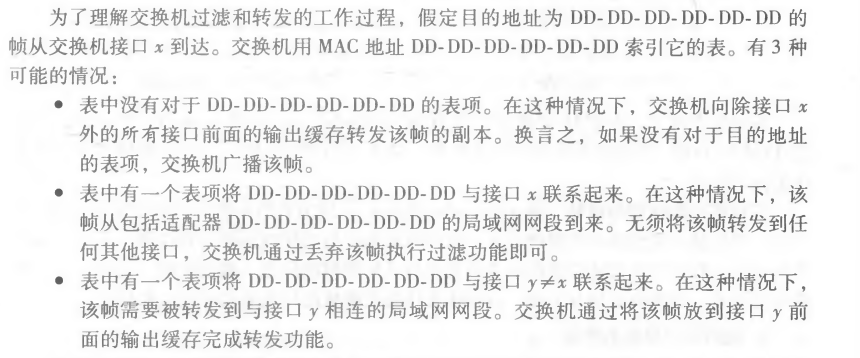 为了理解交换机过滤和转发的工作过程，假定目的地址为 DD-DD-DD-DD-DD-DD 的
帧从交换机接口 x 到达。交换机用 MAC 地址 DD-DD-DD-DD-DD-DD 索引它的表。有 3 种
可能的情况：
• 表中没有对于 DD-DD-DD-DD-DD-DD 的表项。在这种情况下，交换机向除接口 x
外的所有接口前面的输出缓存转发该帧的副本。换言之，如果没有对于目的地址
的表项，交换机广播该帧。
• 表中有一个表项将 DD-DD-DD-DD-DD-DD 与接口 x 联系起来。在这种情况下，该
帧从包括适配器 DD-DD-DD-DD-DD-DD 的局域网网段到来。无须将该帧转发到任
何其他接口，交换机通过丢弃该帧执行过滤功能即可。
• 表中有一个表项将 DD-DD-DD-DD-DD-DD 与接口 y≠x 联系起来。在这种情况下，
该帧需要被转发到与接口 y 相连的局域网网段。交换机通过将该帧放到接口 y 前
面的输出缓存完成转发功能。